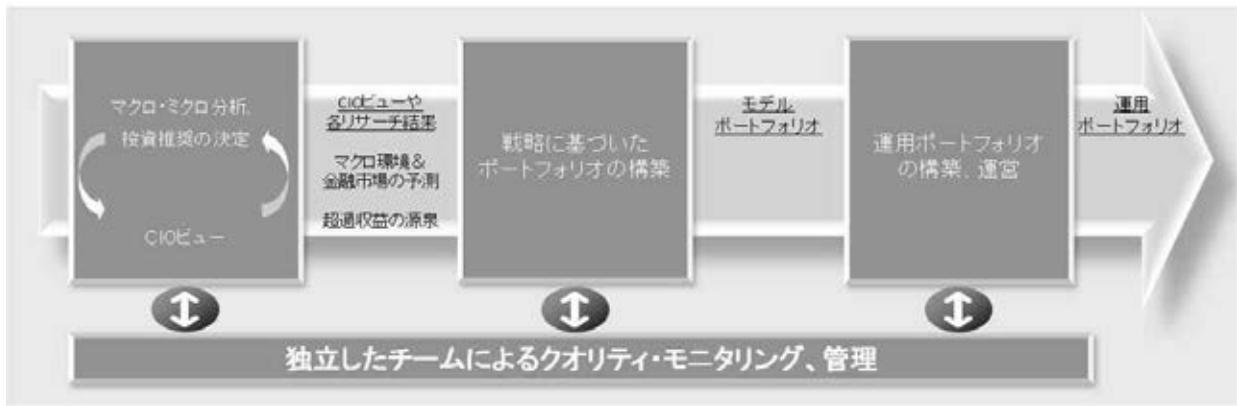 マクロ・ミクロ分析、
投資推奨の決定
CIOビュー
CIOビューや
各リサーチ結果
マクロ環境&
金融市場の予測
超過収益の源泉
戦略に基づいた
ポートフォリオの構築
モデル
ポートフォリオ
運用ポートフォリオ
の構築、運営
運用
ポートフォリオ
独立したチームによるクオリティ・モニタリング、管理